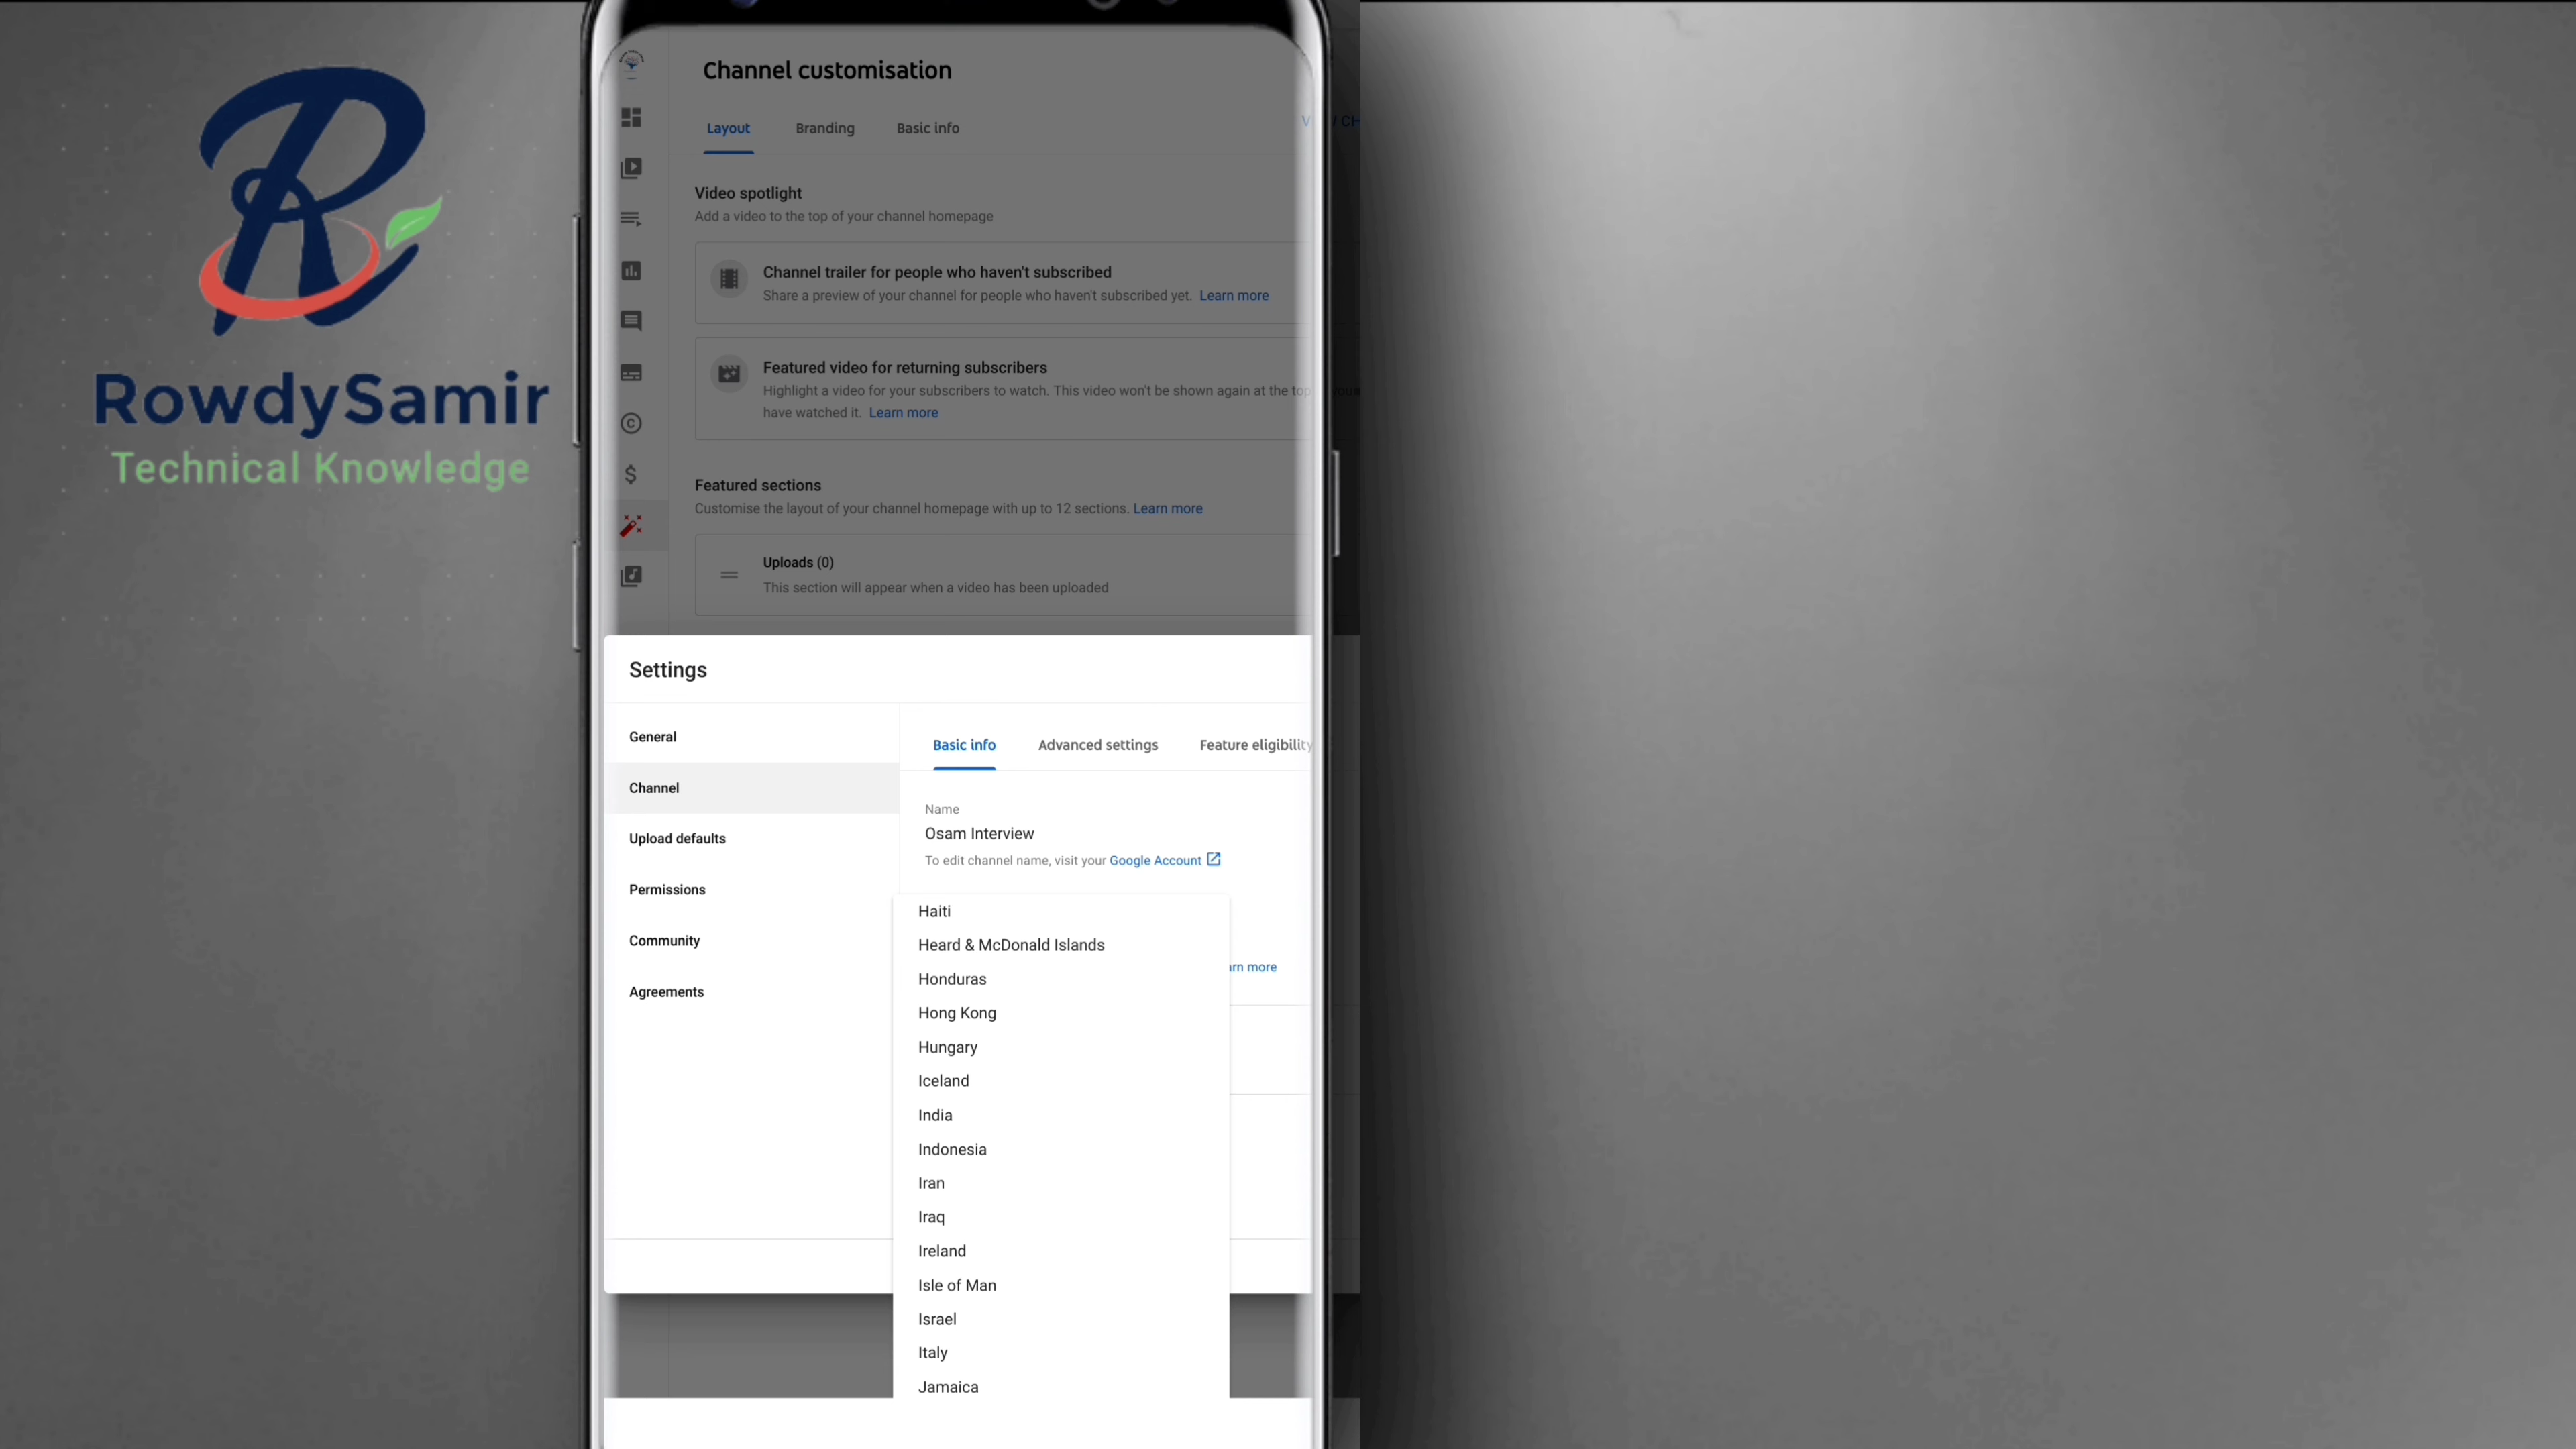 RowdySamir
Technical Knowledge
Channel customisation
Layout Branding Basic info
Video spotlight
Add a video to the top of your channel homepage
Channel trailer for people who haven't subscribed
Share a preview of your channel for people who haven't subscribed yet. Learn more
Featured video for returning subscribers
Highlight a video for your subscribers to watch. This video won't be shown again at the top
have watched it. Learn more
Featured sections
Customise the layout of your channel homepage with up to 12 sections. Learn more
Uploads (0)
This section will appear when a video has been uploaded
Settings
General
Channel
Upload defaults
Permissions
Community
Agreements
Basic info Advanced settings Feature eligibility
Name
Osam Interview
To edit channel name, visit your Google Account
Haiti
Heard & McDonald Islands
Honduras
more
Hong Kong
Hungary
Iceland
India
Indonesia
Iran
Iraq
Ireland
Isle of Man
Israel
Italy
Jamaica